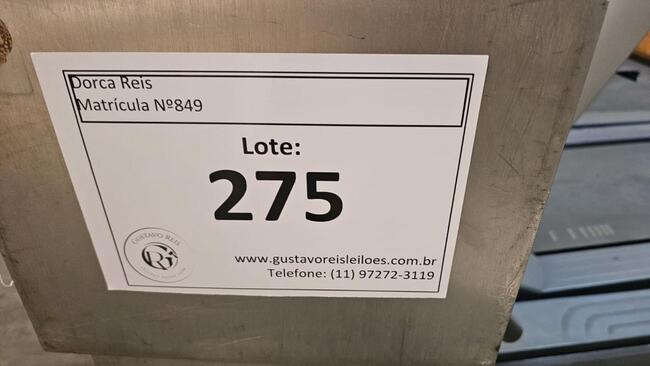 Dorca Reis
Matrícula Nº849
Lote:
275
GUSTAVO REIS
www.gustavoreisleiloes.com.br
Telefone: (11) 97272-3119